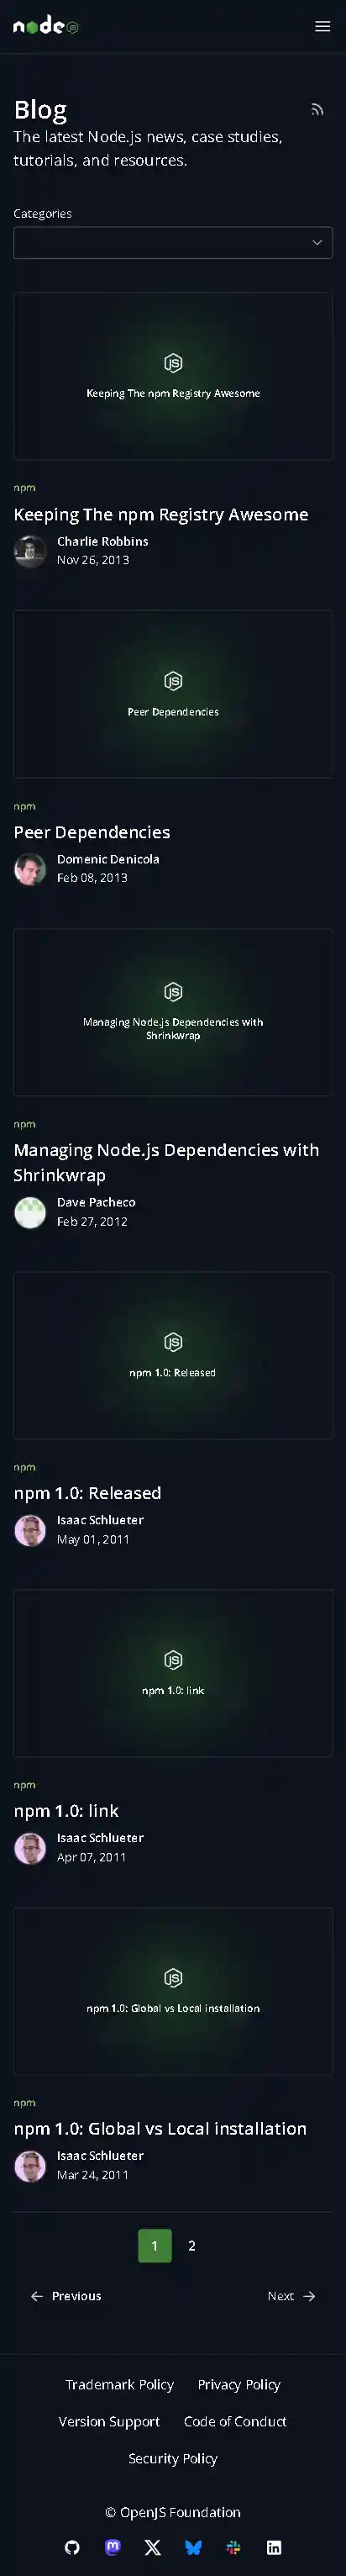 node
Blog
The latest Node.js news, case studies,
tutorials, and resources.
Categories
JS
Keeping The npm Registry Awesome
npm
Keeping The npm Registry Awesome
Charlie Robbins
Nov 26, 2013
JS
Peer Dependencies
npm
Peer Dependencies
Domenic Denicola
Feb 08, 2013
JS
Managing Node.js Dependencies with
Shrinkwrap
npm
Managing Node.js Dependencies with
Shrinkwrap
Dave Pacheco
Feb 27, 2012
JS
npm 1.0: Released
npm
npm 1.0: Released
Isaac Schlueter
May 01, 2011
JS
npm 1.0: link
npm
npm 1.0: link
Isaac Schlueter
Apr 07, 2011
JS
npm 1.0: Global vs Local installation
npm
npm 1.0: Global vs Local installation
Isaac Schlueter
Mar 24, 2011
1 2
Previous Next
Trademark Policy Privacy Policy
Version Support Code of Conduct
Security Policy
© OpenJS Foundation